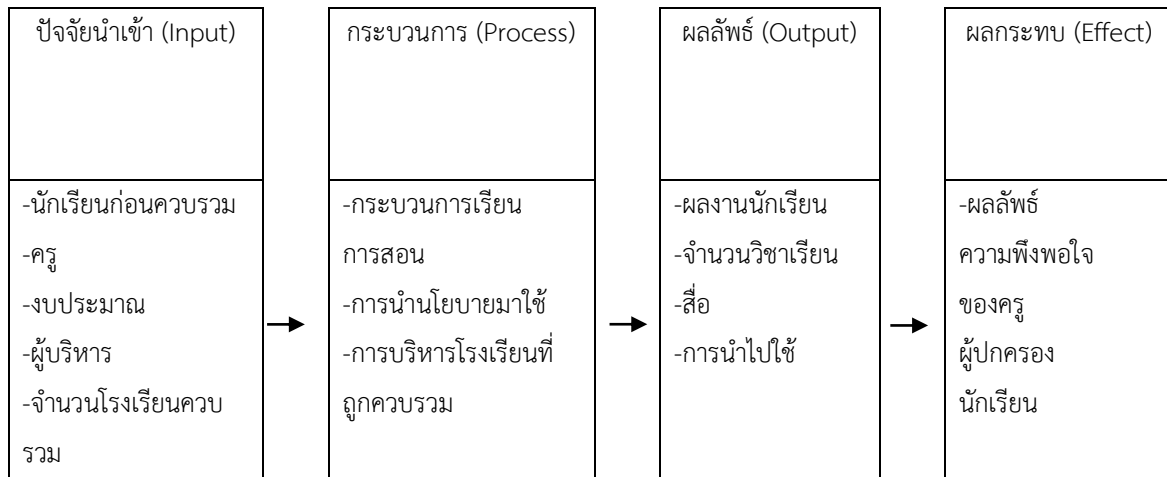 ปัจจัยนำเข้า (Input)
-นักเรียนก่อนควบรวม
-ครู
-งบประมาณ
-ผู้บริหาร
-จำนวนโรงเรียนควบ
รวม
กระบวนการ (Process)
-กระบวนการเรียน
การสอน
-การนำนโยบายมาใช้
-การบริหารโรงเรียนที่
ถูกควบรวม
ผลลัพธ์ (Output)
-ผลงานนักเรียน
-จำนวนวิชาเรียน
-สื่อ
-การนำไปใช้
ผลกระทบ (Effect)
-ผลลัพธ์
ความพึงพอใจ
ของครู
ผู้ปกครอง
นักเรียน